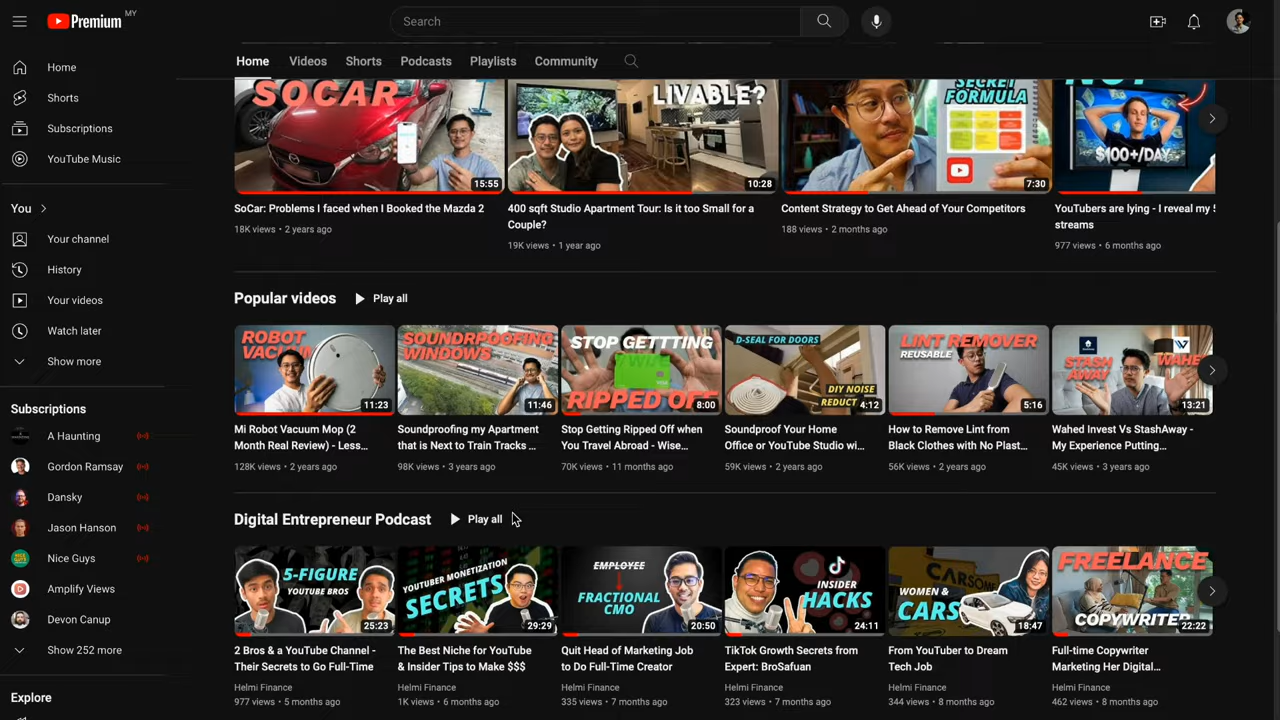 Premium MY
Search
Home
Shorts
Subscriptions
YouTube Music
You
Your channel
History
Your videos
Watch later
Show more
Subscriptions
A Haunting
Gordon Ramsay
Dansky
Jason Hanson
Nice Guys
Amplify Views
Devon Canup
Show 252 more
Explore
Home Videos Shorts Podcasts Playlists Community
SOCAR
15:55
SoCar: Problems I faced when I Booked the Mazda 2
18K views • 2 years ago
LIVABLE?
10:28
400 sqft Studio Apartment Tour: Is it too Small for a
Couple?
19K views • 1 year ago
SECRET
FORMULA
7:30
Content Strategy to Get Ahead of Your Competitors
188 views • 2 months ago
NOT
$100+/DAY
YouTubers are lying - I reveal my
streams
977 views • 6 months ago
Popular videos Play all
ROBOT
VACUUM
11:23
Mi Robot Vacuum Mop (2
Month Real Review) - Less...
128K views • 2 years ago
SOUNDPROOFING
WINDOWS
11:46
Soundproofing my Apartment
that is Next to Train Tracks ...
98K views • 3 years ago
STOP GETTTING
RIPPED OFF
VISA
8:00
Stop Getting Ripped Off when
You Travel Abroad - Wise...
70K views • 11 months ago
D-SEAL FOR DOORS
DIY NOISE
REDUCT
4:12
Soundproof Your Home
Office or YouTube Studio wi...
59K views • 2 years ago
LINT REMOVER
REUSABLE
5:16
How to Remove Lint from
Black Clothes with No Plast...
56K views • 2 years ago
STASH
AWAY
WAHED
13:21
Wahed Invest Vs StashAway -
My Experience Putting...
45K views • 3 years ago
Digital Entrepreneur Podcast Play all
5-FIGURE
YOUTUBE BROS
25:23
2 Bros & a YouTube Channel -
Their Secrets to Go Full-Time
Helmi Finance
977 views • 5 months ago
YOUTUBER MONETIZATION
SECRETS
29:29
The Best Niche for YouTube
& Insider Tips to Make $$$
Helmi Finance
1K views • 6 months ago
EMPLOYEE
FRACTIONAL
CMO
20:50
Quit Head of Marketing Job
to Do Full-Time Creator
Helmi Finance
335 views • 7 months ago
INSIDER
HACKS
24:11
TikTok Growth Secrets from
Expert: BroSafuan
Helmi Finance
323 views • 7 months ago
CARSOME
WOMEN &
CARS
18:47
From YouTuber to Dream
Tech Job
Helmi Finance
344 views • 8 months ago
FREELANCE
COPYWRITER
22:22
Full-time Copywriter
Marketing Her Digital...
Helmi Finance
462 views • 8 months ago